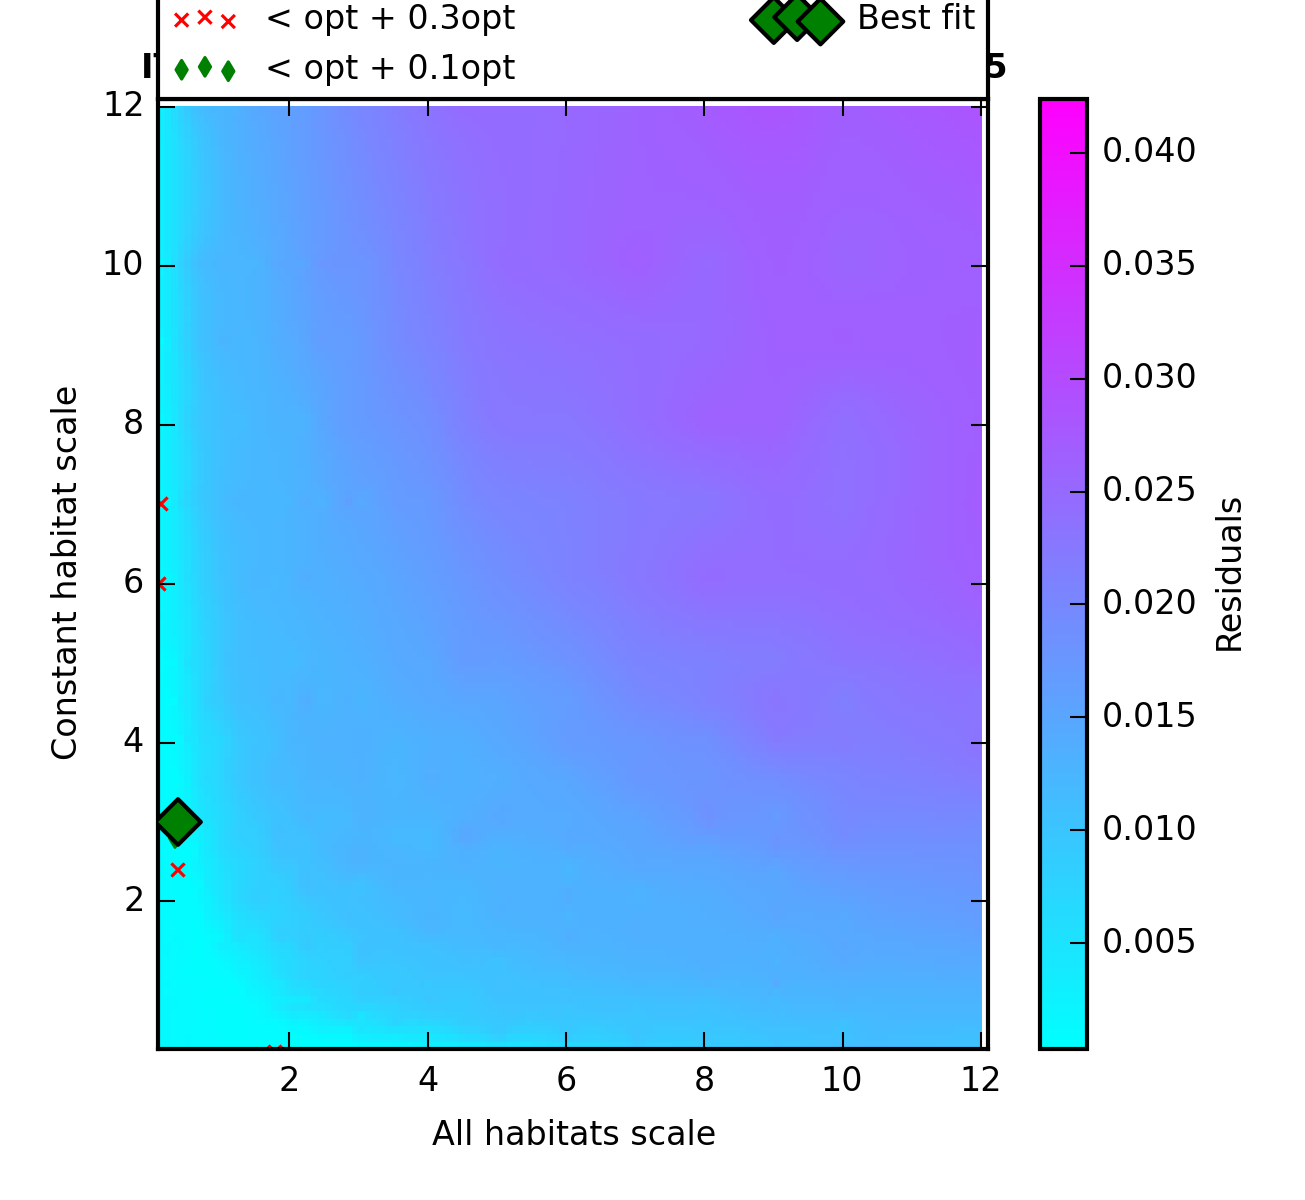 < opt + 0.3opt
Best fit
< opt + 0.1opt
5
12
10
8
6
4
2
2 4 6 8 10 12
Constant habitat scale
All habitats scale
0.040
0.035
0.030
0.025
0.020
0.015
0.010
0.005
Residuals